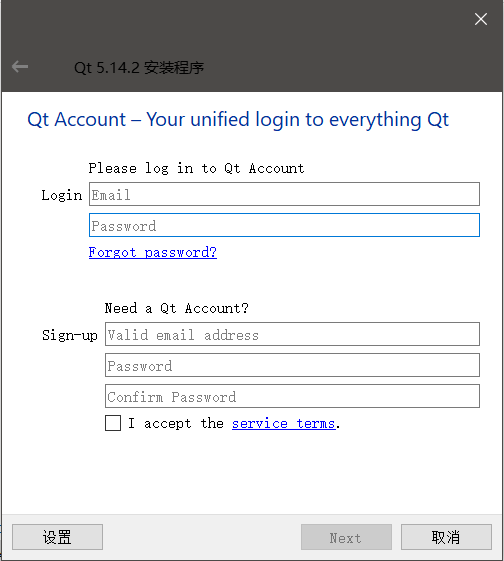 Qt 5.14.2 安装程序
Qt Account – Your unified login to everything Qt
Please log in to Qt Account
Login Email
Password
Forgot password?
Need a Qt Account?
Sign-up Valid email address
Password
Confirm Password
I accept the service terms.
设置 Next 取消